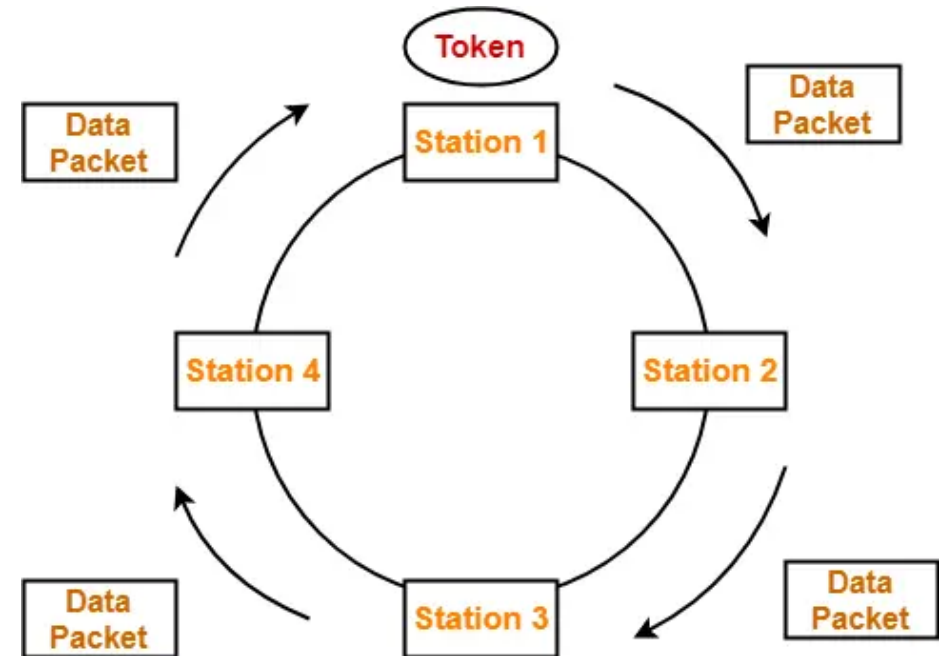 Token
Data
Packet
Data
Packet
Station 1
Station 4
Station 2
Data
Packet
Station 3
Data
Packet